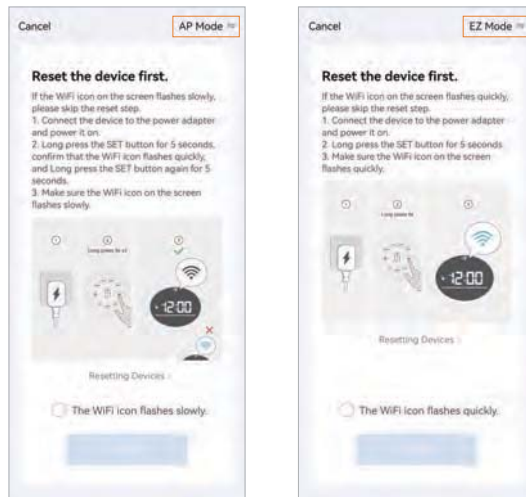 Cancel
AP Mode
Reset the device first.
If the WiFi icon on the screen flashes slowly,
please skip the reset step.
1. Connect the device to the power adapter
and power it on.
2. Long press the SET button for 5 seconds,
confirm that the WiFi icon flashes quickly,
and Long press the SET button again for 5
seconds.
3. Make sure the WiFi icon on the screen
flashes slowly.
12:00
Resetting Devices
The WiFi icon flashes slowly.
Cancel
EZ Mode
Reset the device first.
If the WiFi icon on the screen flashes quickly,
please skip the reset step.
1. Connect the device to the power adapter
and power it on.
2. Long press the SET button for 5 seconds
3. Make sure the WiFi icon on the screen
flashes quickly.
12:00
Resetting Devices
The WiFi icon flashes quickly.